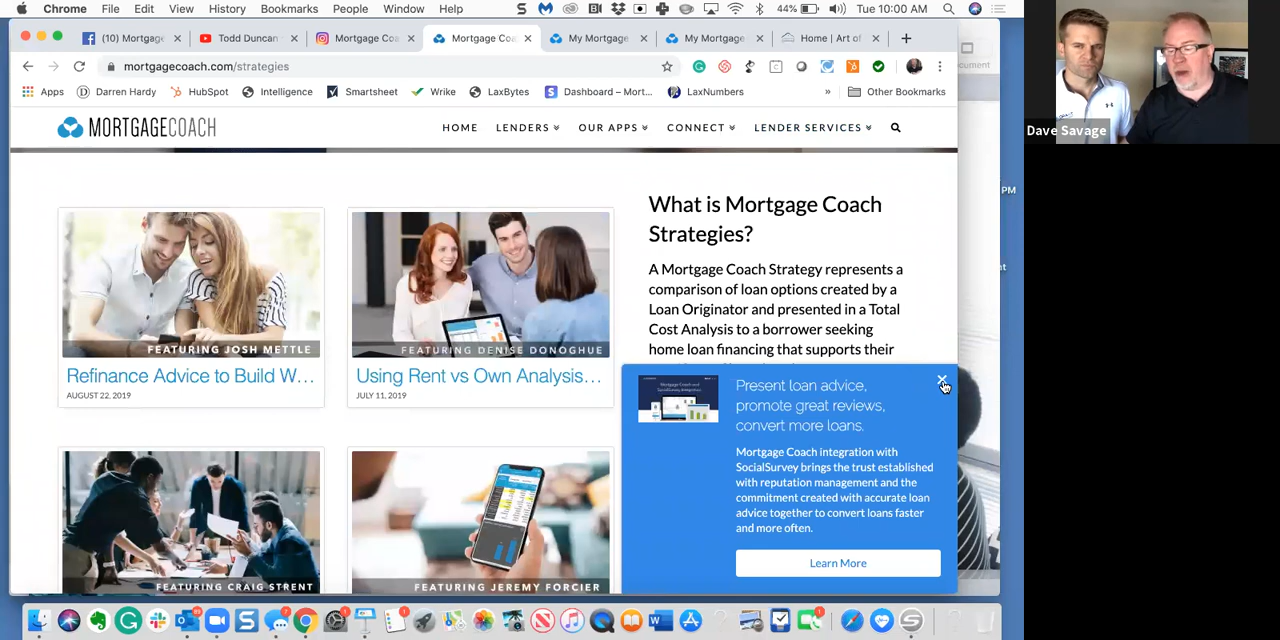 Chrome File Edit View History Bookmarks People Window Help
44%
Tue 10:00 AM
(10) Mortgage
Todd Duncan
Mortgage Coa
Mortgage Coa
My Mortgage
My Mortgage
Home | Art of
mortgagecoach.com/strategies
Apps
Darren Hardy
HubSpot
Intelligence
Smartsheet
Wrike
LaxBytes
Dashboard – Mort...
LaxNumbers
»
Other Bookmarks
MORTGAGECOACH
HOME LENDERS OUR APPS CONNECT LENDER SERVICES
FEATURING JOSH METTLE
Refinance Advice to Build W...
AUGUST 22, 2019
FEATURING DENISE DONOGHUE
Using Rent vs Own Analysis...
JULY 11, 2019
FEATURING CRAIG STRENT
FEATURING JEREMY FORCIER
What is Mortgage Coach
Strategies?
A Mortgage Coach Strategy represents a
comparison of loan options created by a
Loan Originator and presented in a Total
Cost Analysis to a borrower seeking
home loan financing that supports their
Present loan advice,
promote great reviews,
convert more loans.
Mortgage Coach integration with
SocialSurvey brings the trust established
with reputation management and the
commitment created with accurate loan
advice together to convert loans faster
and more often.
Learn More
PM
Dave Savage